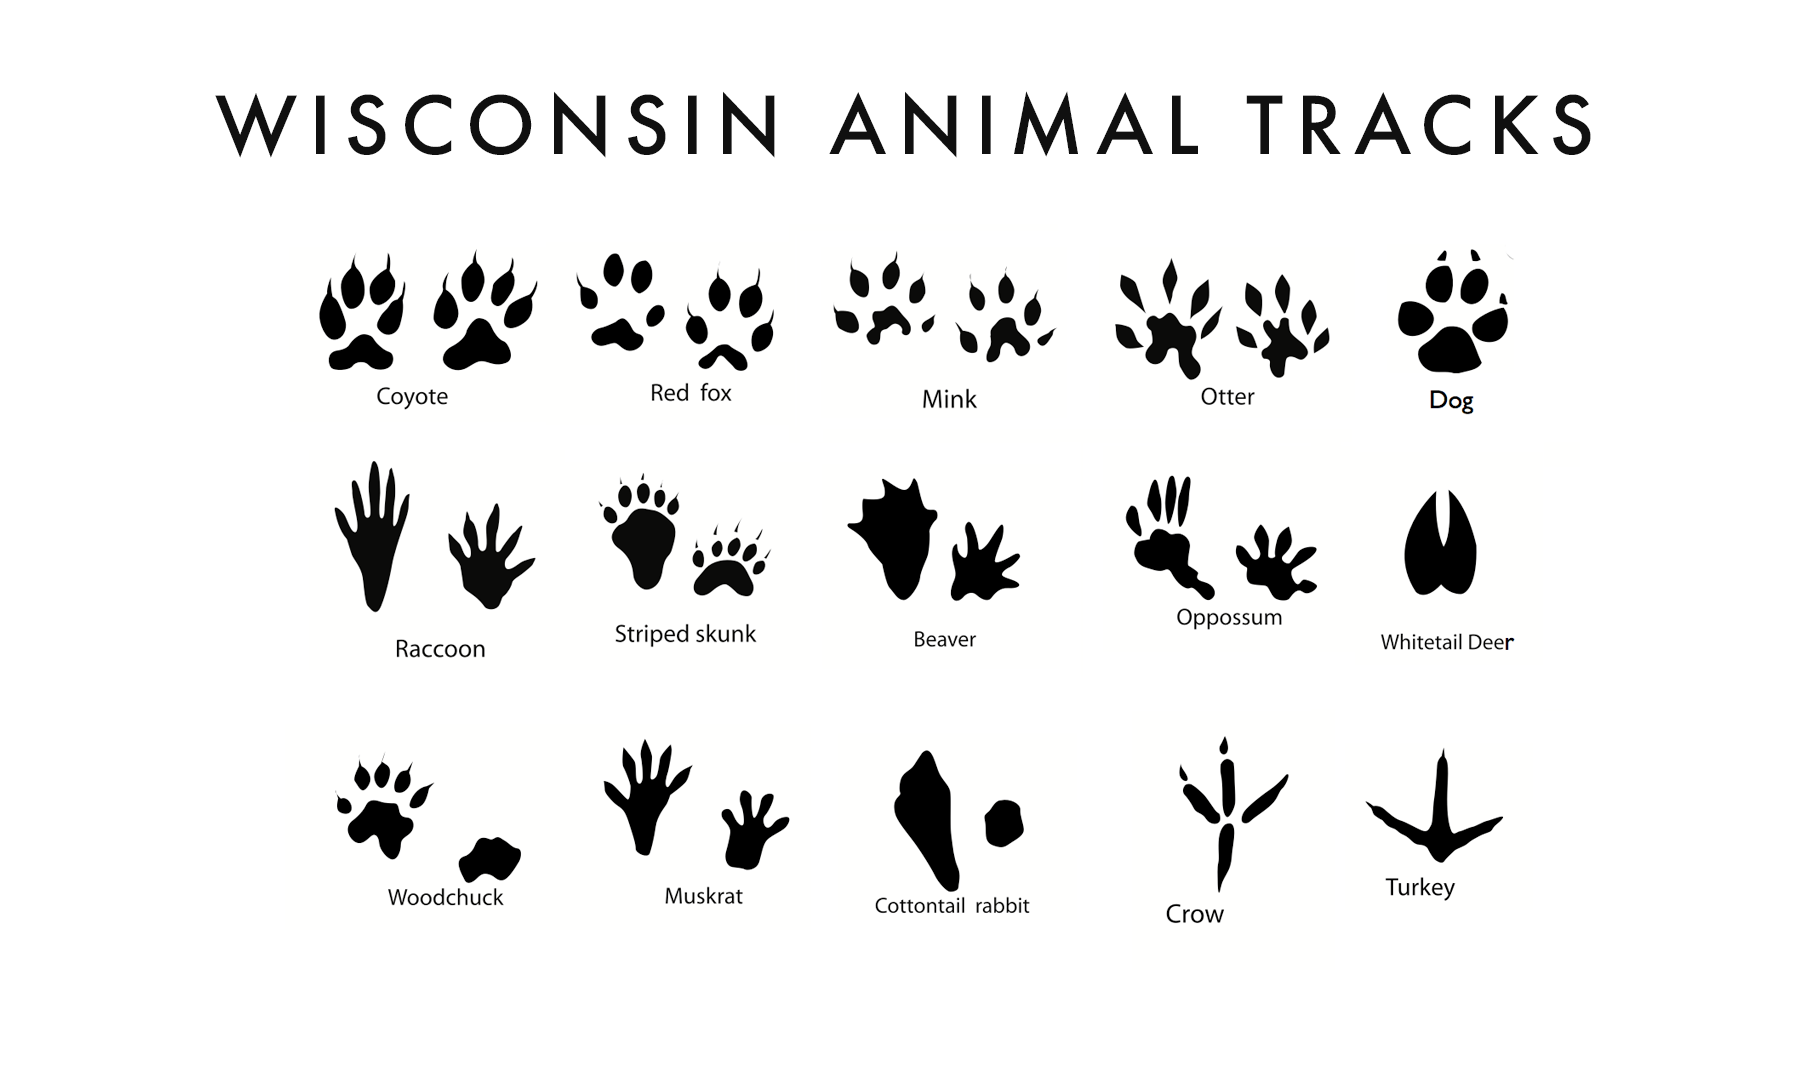 WISCONSIN ANIMAL TRACKS
Coyote
Red fox
Mink
Otter
Dog
Raccoon
Striped skunk
Beaver
Oppossum
Whitetail Deer
Woodchuck
Muskrat
Cottontail rabbit
Crow
Turkey